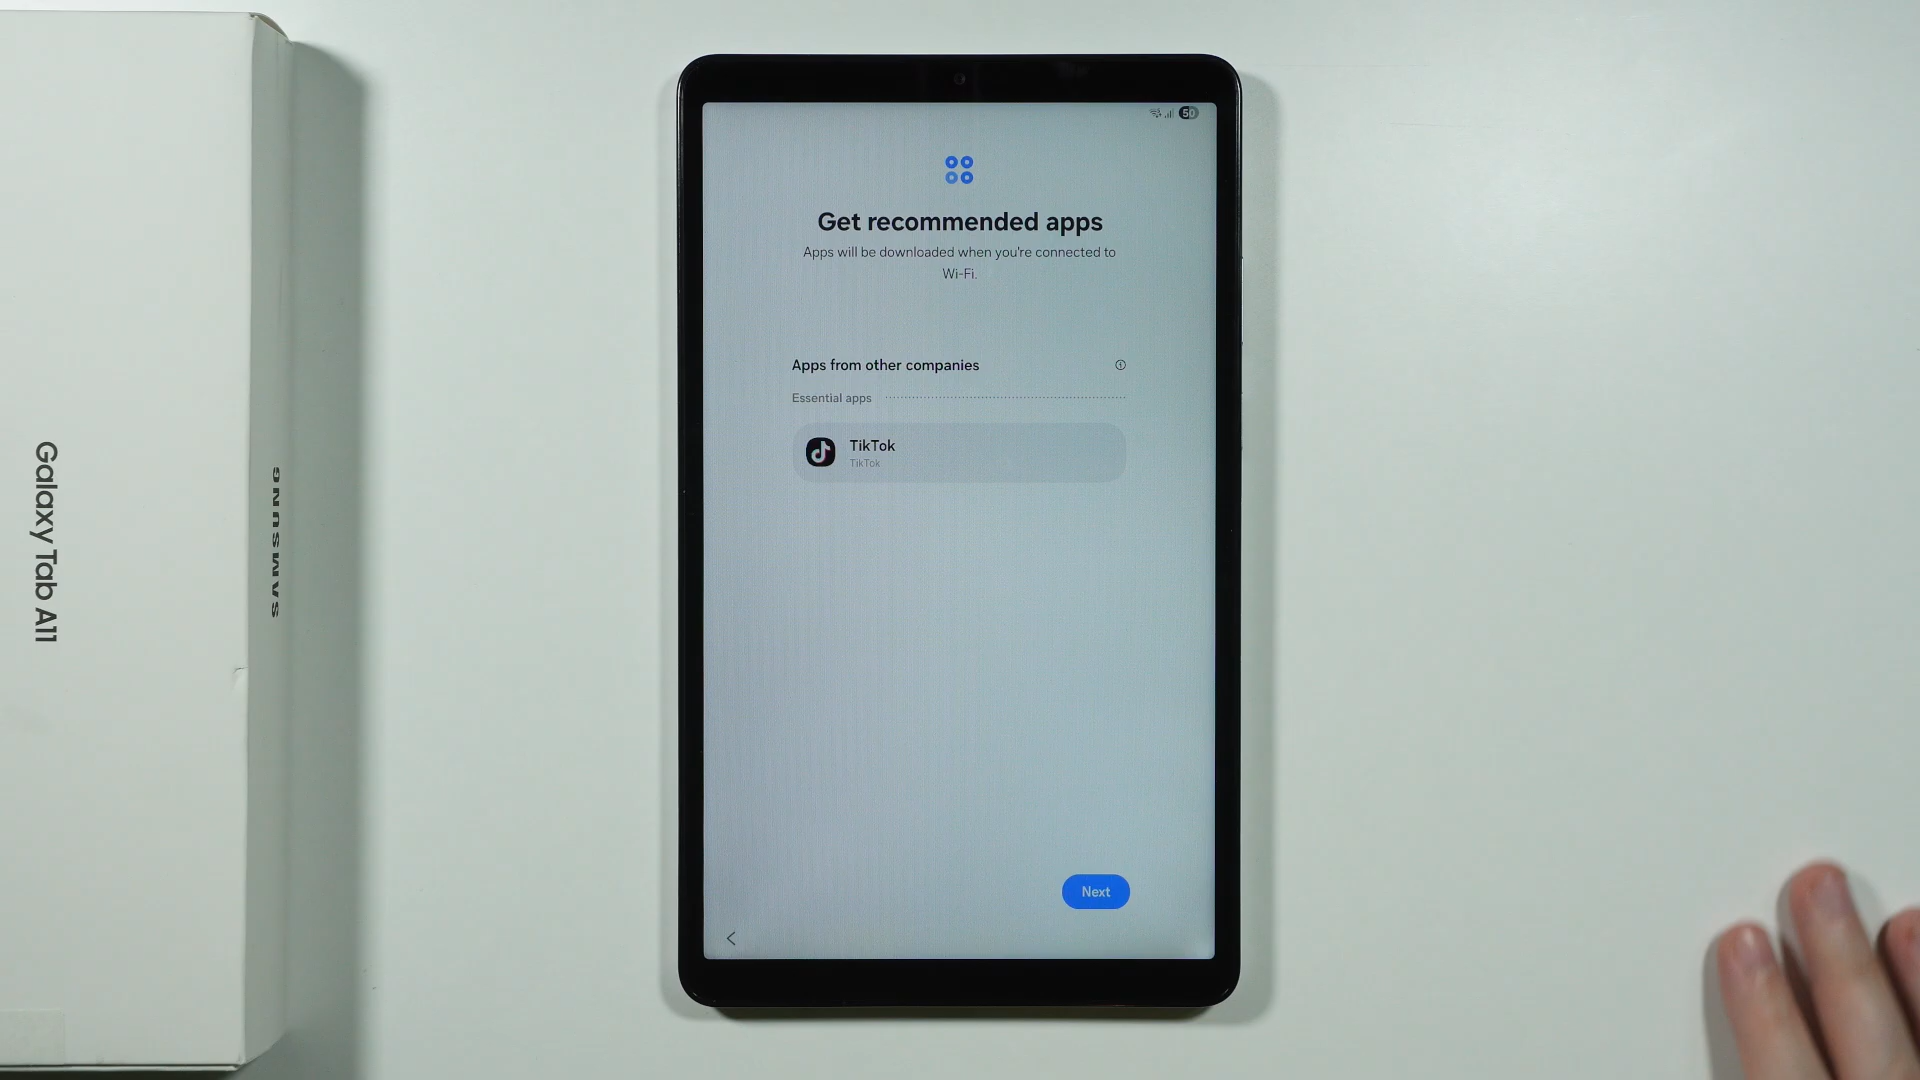 Galaxy Tab A11
SAMSUNG
50
Get recommended apps
Apps will be downloaded when you're connected to
Wi-Fi.
Apps from other companies
Essential apps
TikTok
TikTok
Next